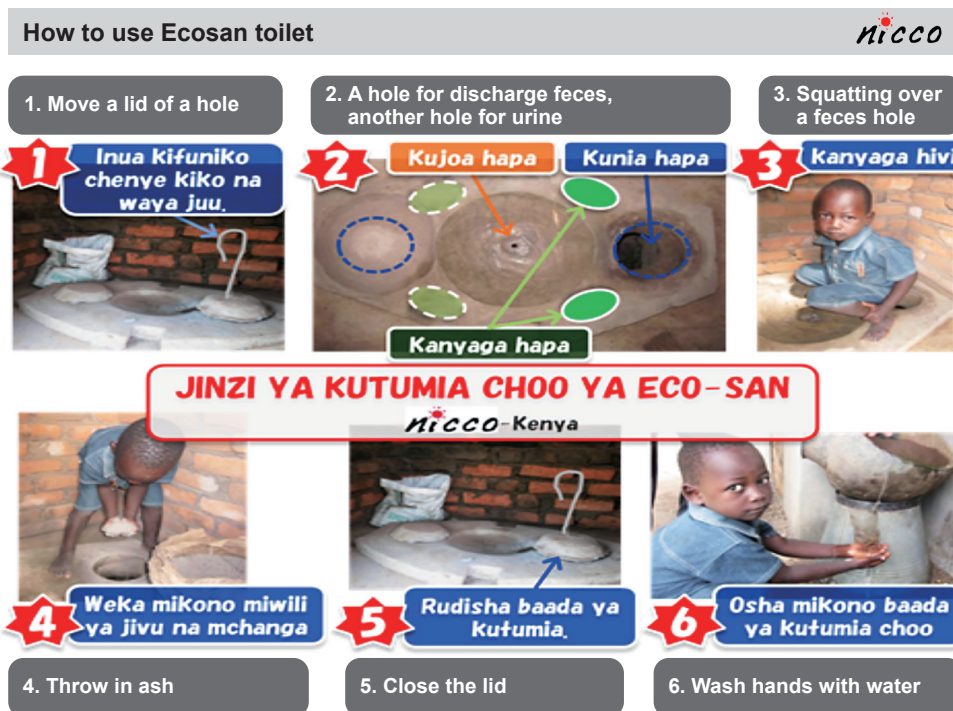 How to use Ecosan toilet
nicco
1. Move a lid of a hole
2. A hole for discharge feces,
another hole for urine
3. Squatting over
a feces hole
1
Inua kifuniko
chenye kiko na
waya juu.
2
Kujoa hapa
Kunia hapa
Kanyaga hapa
3
kanyaga hivi
JINZI YA KUTUMIA CHOO YA ECO-SAN
nicco-Kenya
4
Weka mikono miwili
ya jivu na mchanga
5
Rudisha baada ya
kutumia.
6
Osha mikono baada
ya kutumia choo
4. Throw in ash
5. Close the lid
6. Wash hands with water